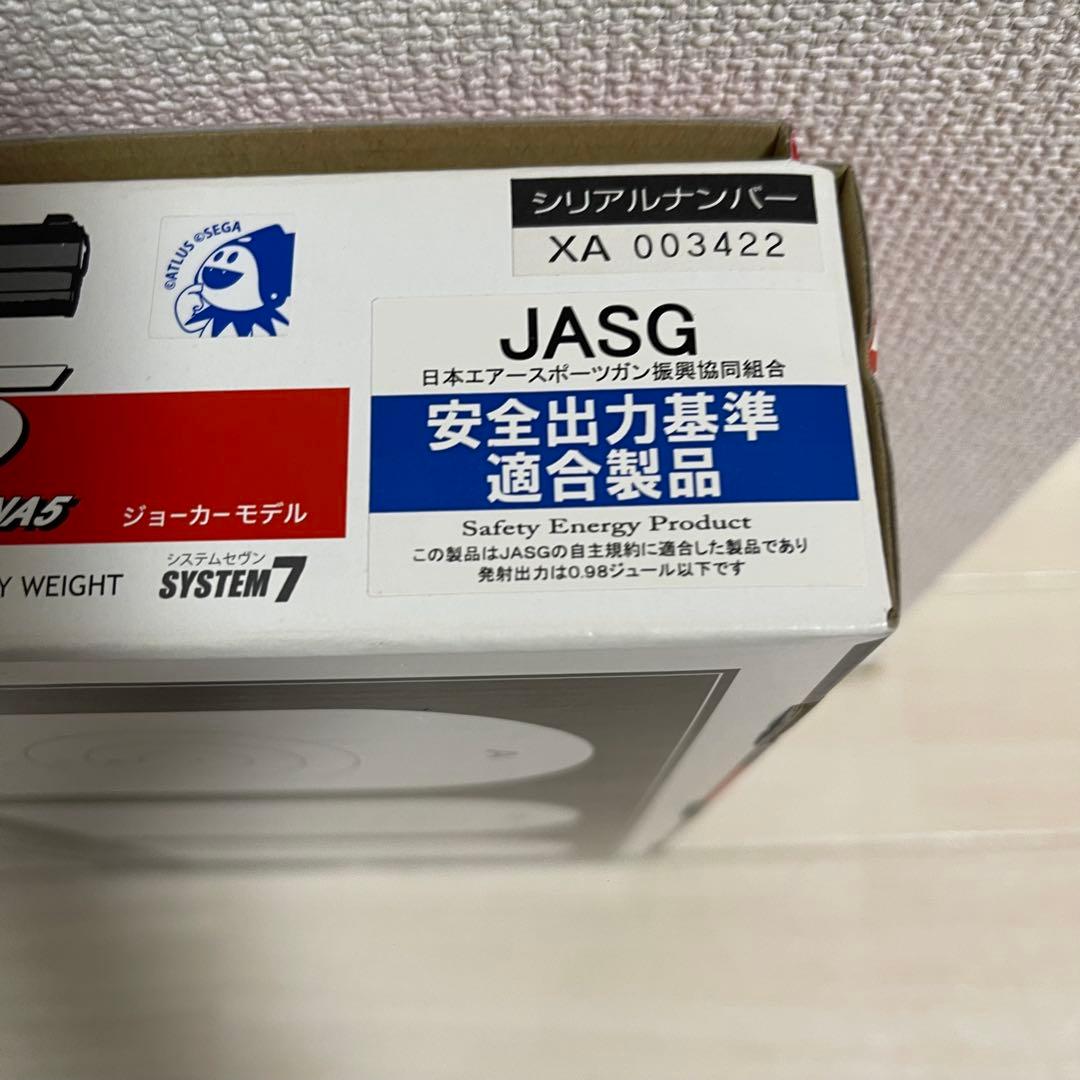 ©ATLUS ©SEGA
シリアルナンバー
XA 003422
JASG
日本エアースポーツガン振興協同組合
安全出力基準
適合製品
Safety Energy Product
この製品はJASGの自主規約に適合した製品であり
発射出力は0.98ジュール以下です
ジョーカーモデル
システムセヴン
SYSTEM7
WEIGHT
A